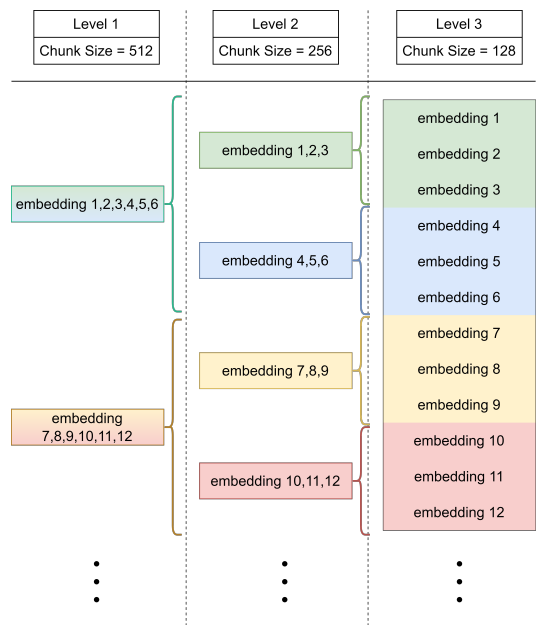 Level 1
Chunk Size = 512
Level 2
Chunk Size = 256
Level 3
Chunk Size = 128
embedding 1,2,3,4,5,6
embedding
7,8,9,10,11,12
embedding 1,2,3
embedding 4,5,6
embedding 7,8,9
embedding 10,11,12
embedding 1
embedding 2
embedding 3
embedding 4
embedding 5
embedding 6
embedding 7
embedding 8
embedding 9
embedding 10
embedding 11
embedding 12